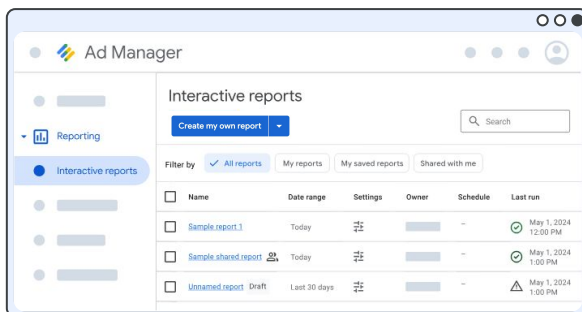 Ad Manager
Reporting
Interactive reports
Interactive reports
Create my own report
Search
Filter by All reports My reports My saved reports Shared with me
Name Date range Settings Owner Schedule Last run
Sample report 1 Today – May 1, 2024
12:00 PM
Sample shared report Today – May 1, 2024
1:00 PM
Unnamed report Draft Last 30 days – May 1, 2024
1:00 PM